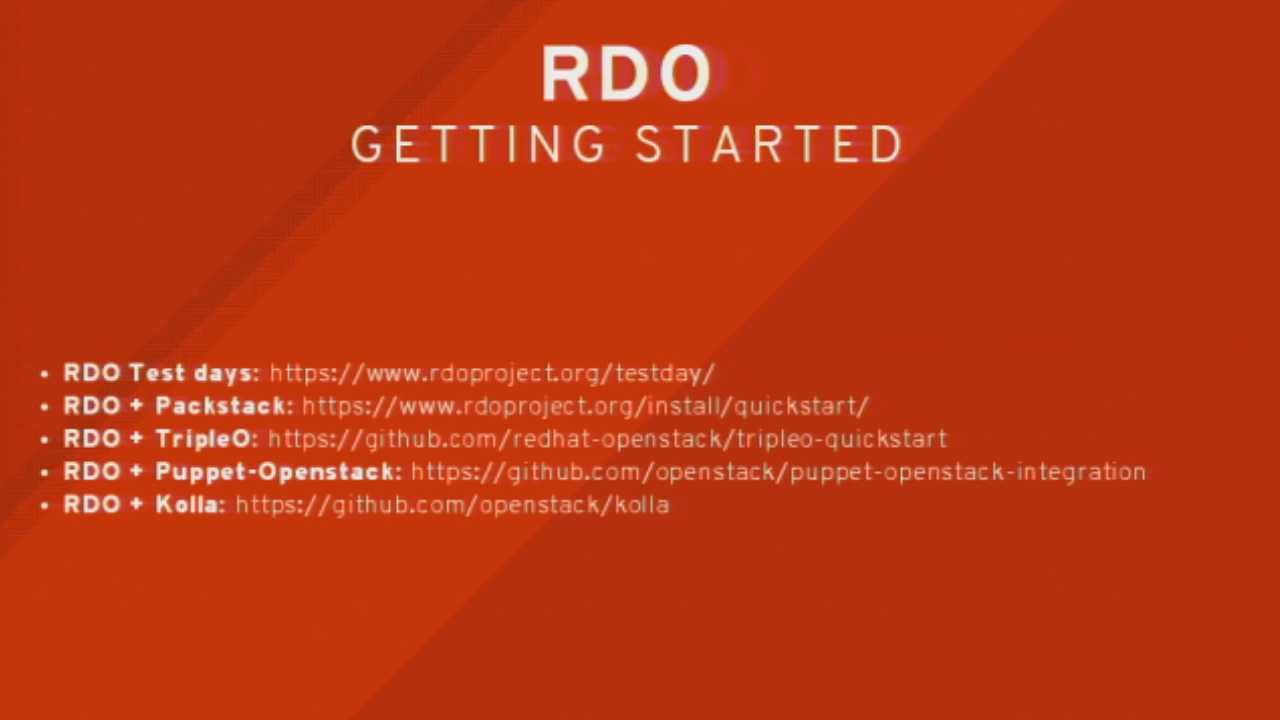 RDO
GETTING STARTED
• RDO Test days: https://www.rdoproject.org/testday/
• RDO + Packstack: https://www.rdoproject.org/install/quickstart/
• RDO + TripleO: https://github.com/redhat-openstack/tripleo-quickstart
• RDO + Puppet-Openstack: https://github.com/openstack/puppet-openstack-integration
• RDO + Kolla: https://github.com/openstack/kolla